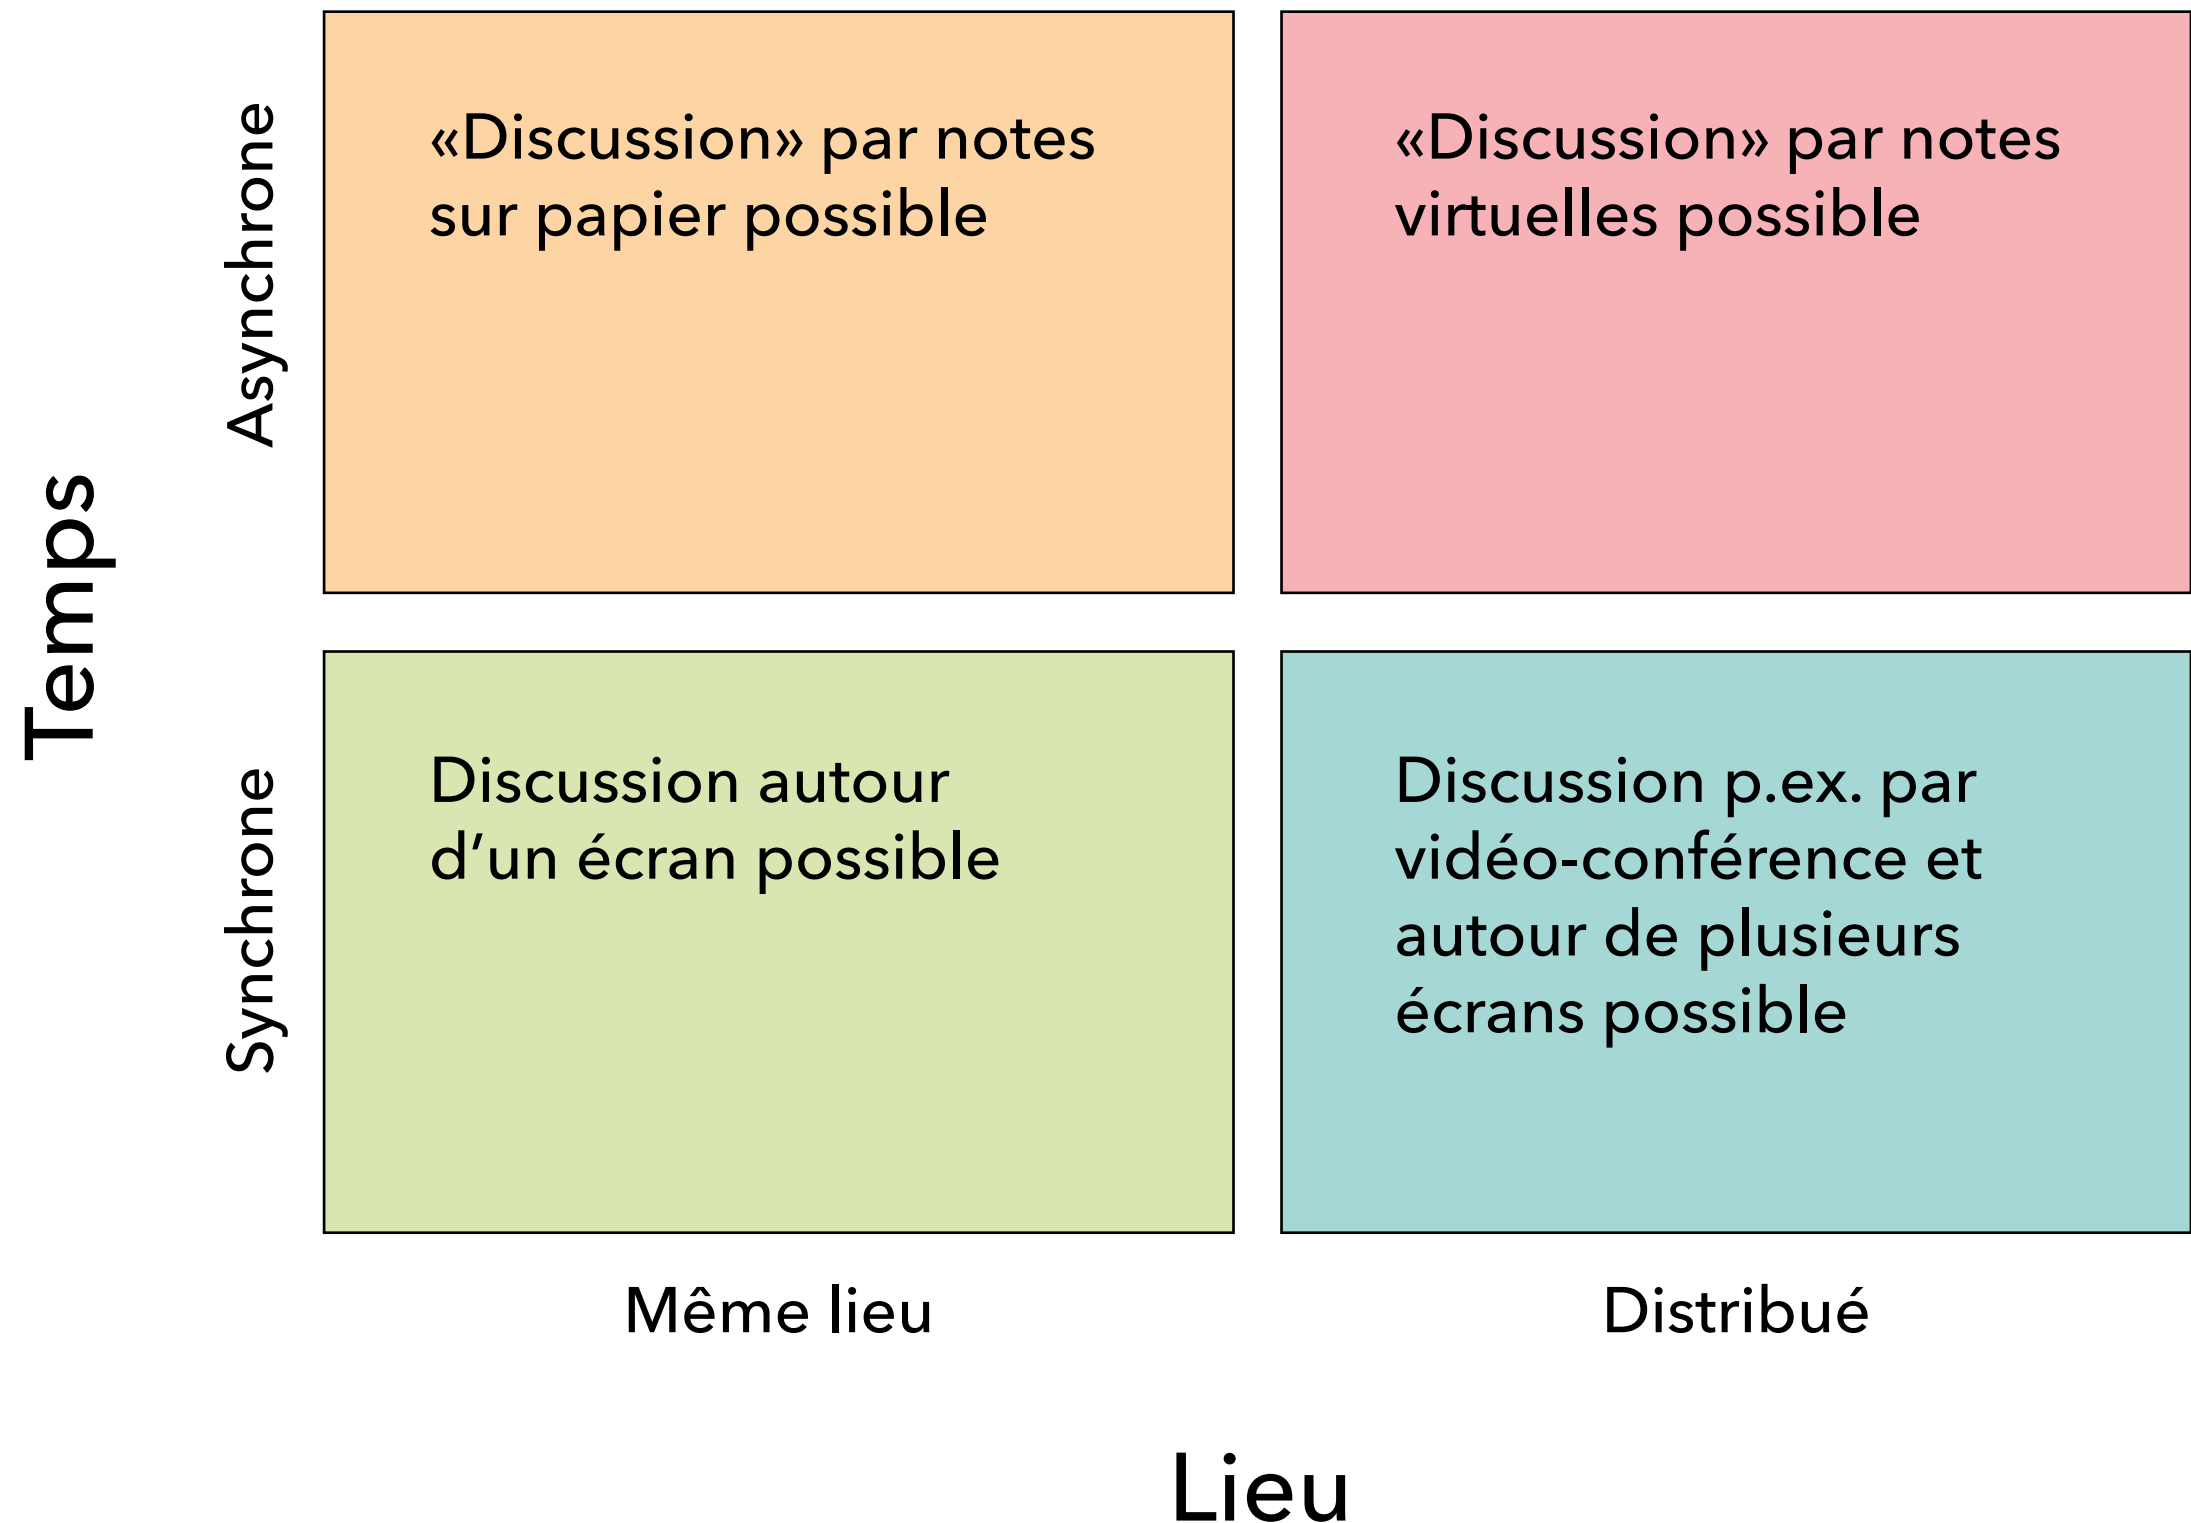 Temps
Asynchrone
«Discussion» par notes
sur papier possible
«Discussion» par notes
virtuelles possible
Synchrone
Discussion autour
d’un écran possible
Discussion p.ex. par
vidéo-conférence et
autour de plusieurs
écrans possible
Même lieu
Distribué
Lieu